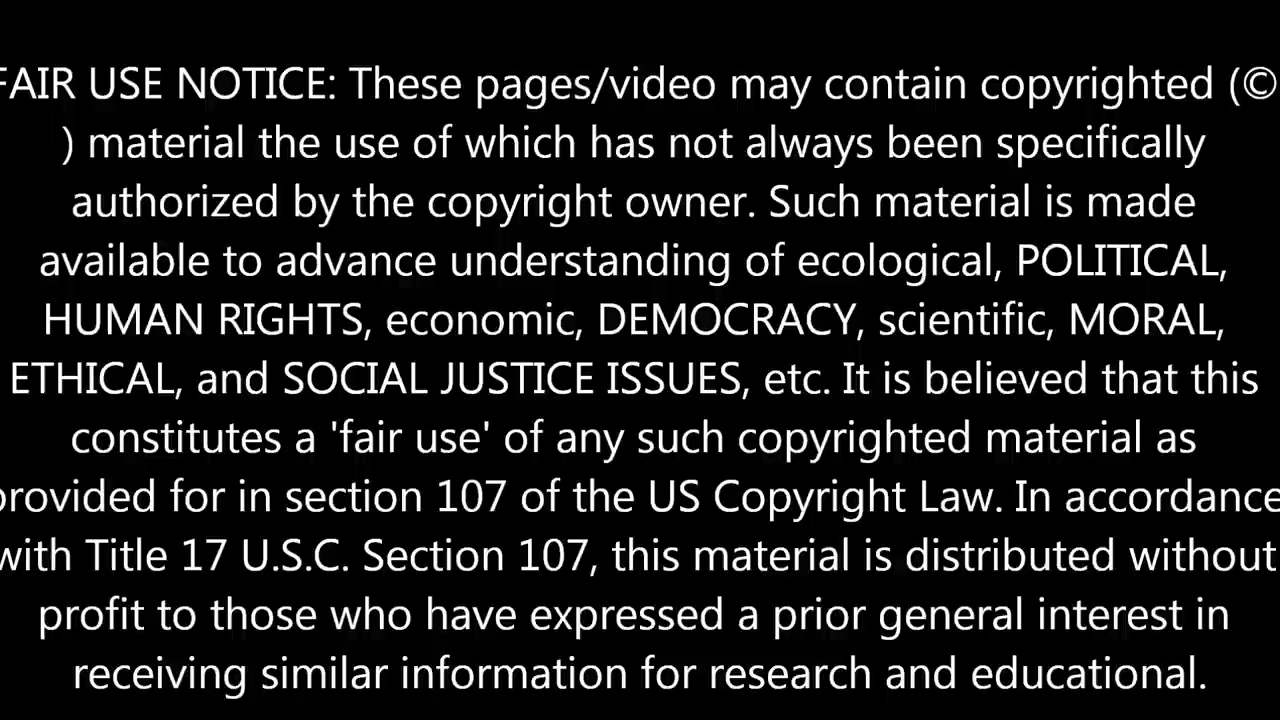 FAIR USE NOTICE: These pages/video may contain copyrighted (©
) material the use of which has not always been specifically
authorized by the copyright owner. Such material is made
available to advance understanding of ecological, POLITICAL,
HUMAN RIGHTS, economic, DEMOCRACY, scientific, MORAL,
ETHICAL, and SOCIAL JUSTICE ISSUES, etc. It is believed that this
constitutes a 'fair use' of any such copyrighted material as
provided for in section 107 of the US Copyright Law. In accordance
with Title 17 U.S.C. Section 107, this material is distributed without
profit to those who have expressed a prior general interest in
receiving similar information for research and educational.